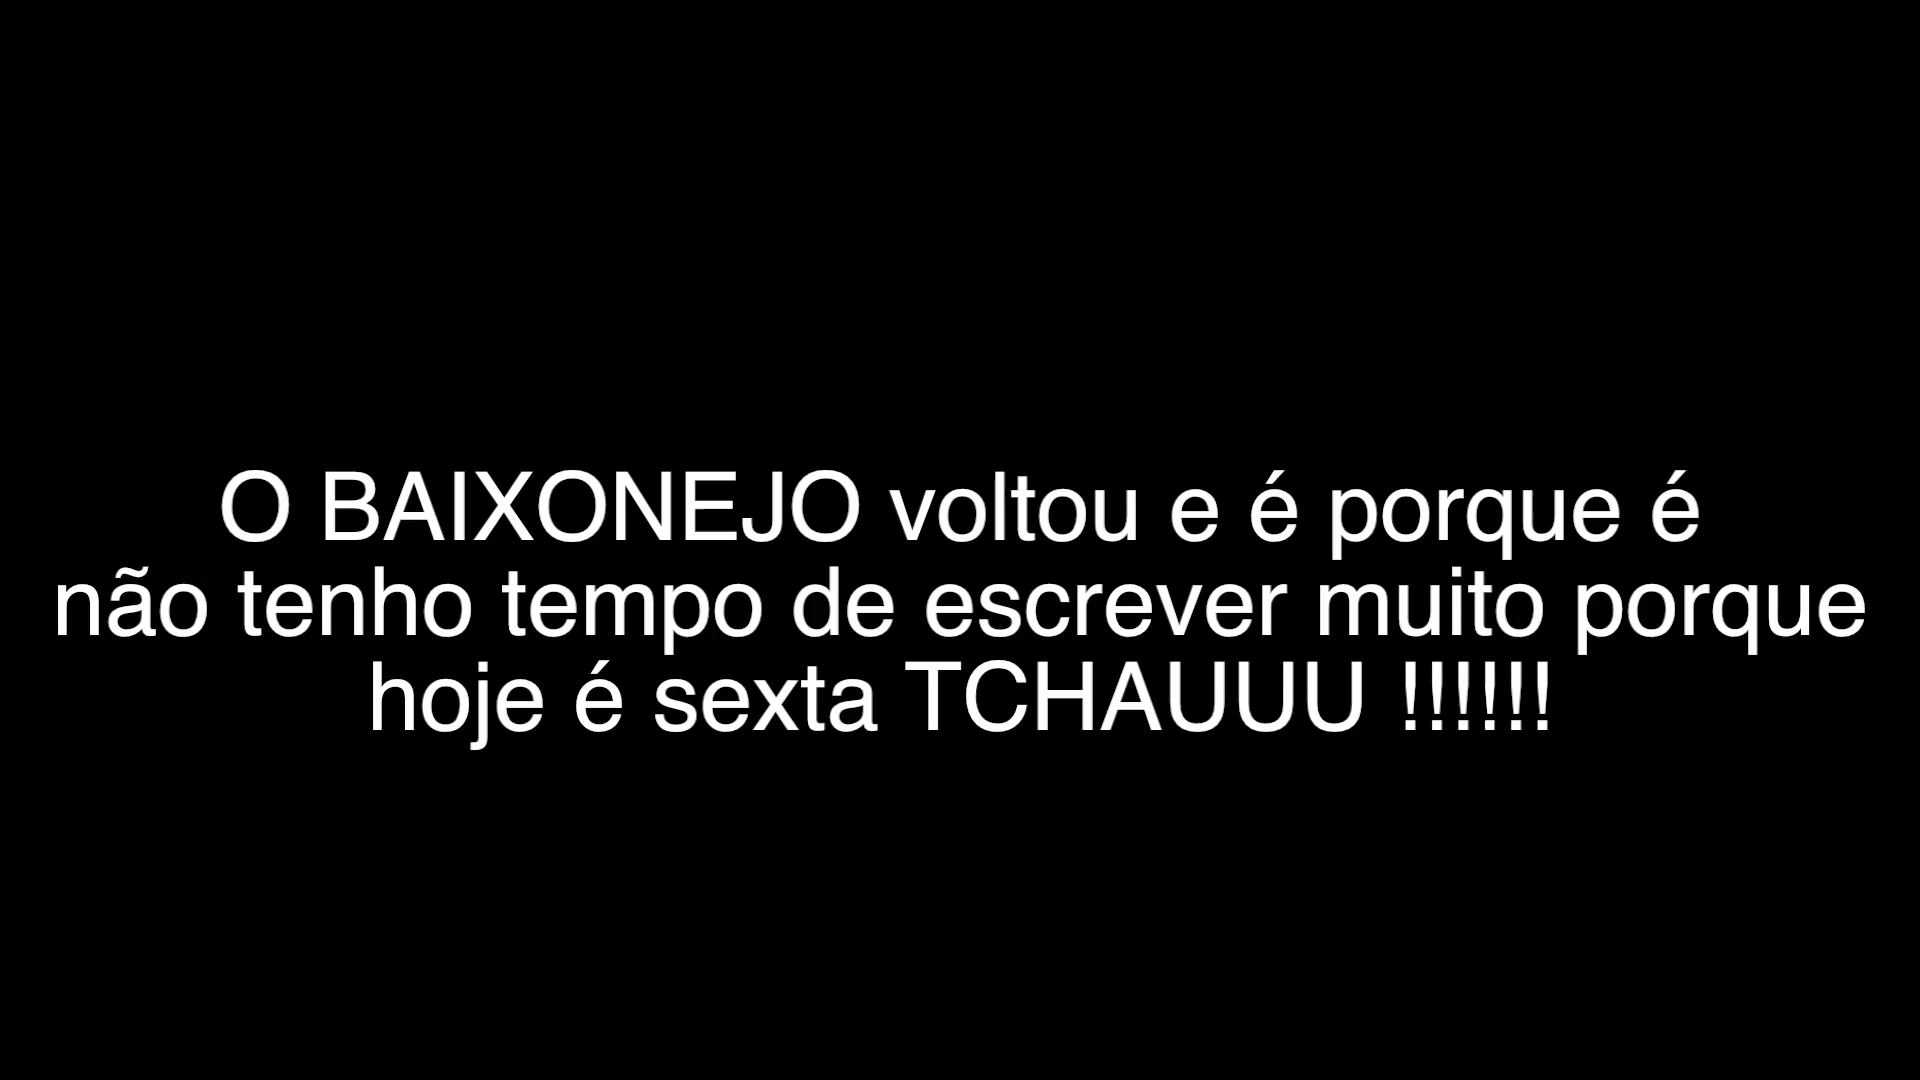 O BAIXONEJO voltou e é porque é
não tenho tempo de escrever muito porque
hoje é sexta TCHAUUU !!!!!!